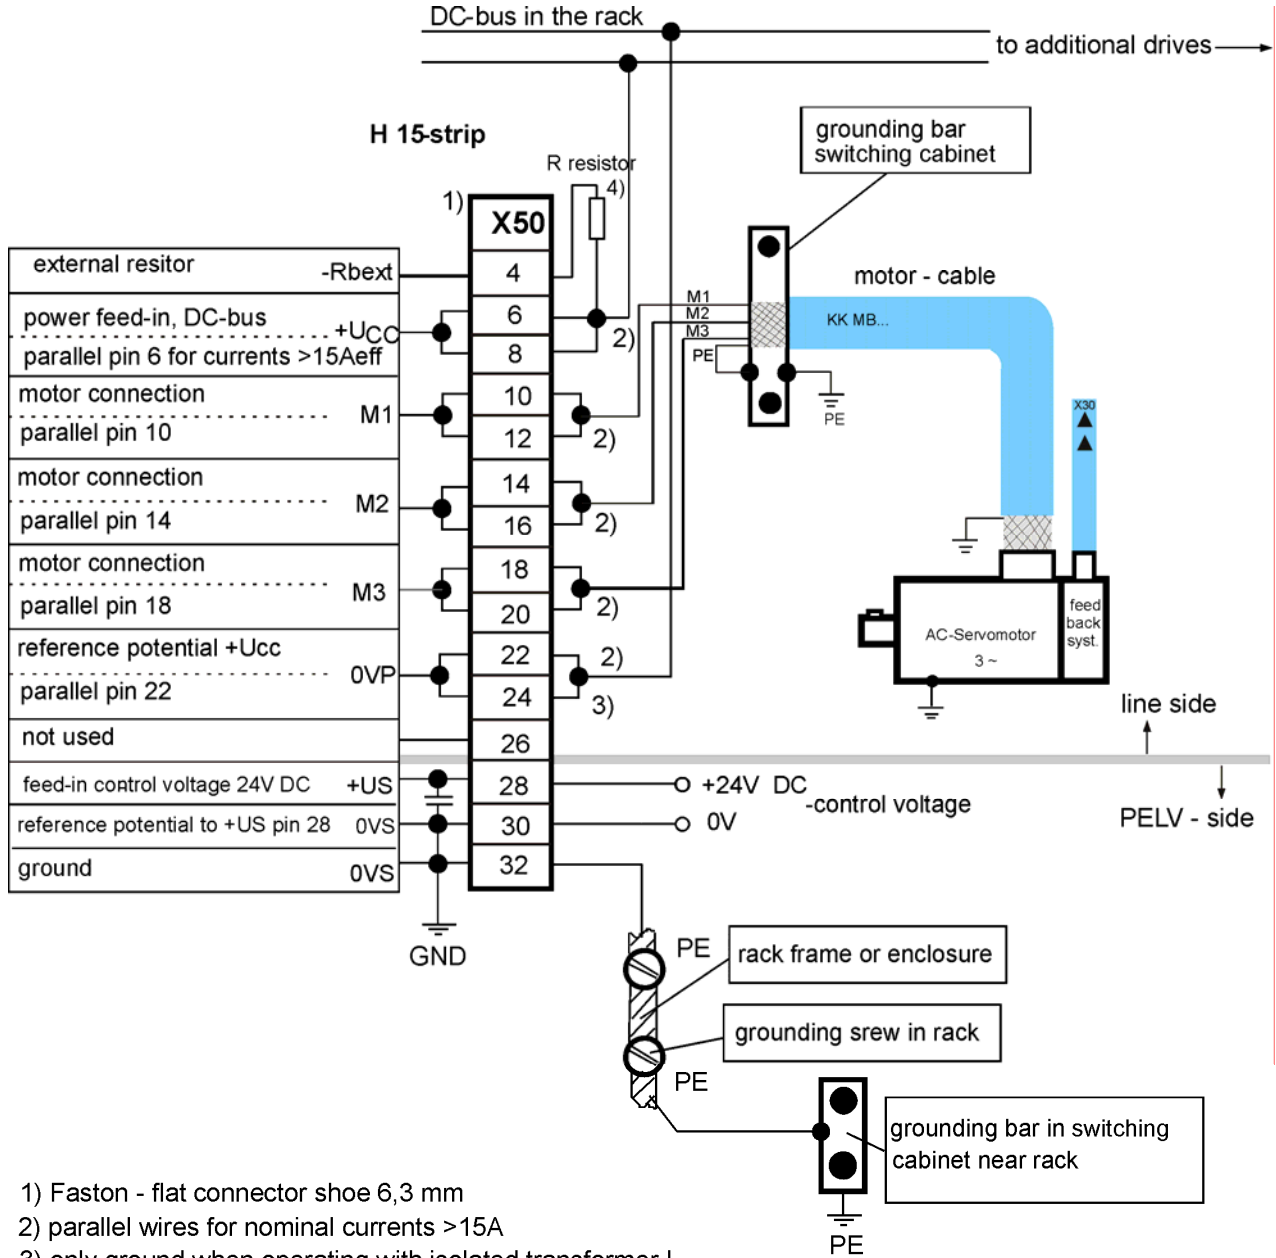 DC-bus in the rack
to additional drives
H 15-strip
grounding bar
switching cabinet
R resistor
4)
1)
X50
external resitor
-Rbext
4
motor - cable
power feed-in, DC-bus
+UCC
parallel pin 6 for currents >15Aeff
6
8
2)
M1
M2
M3
PE
KK MB...
PE
X30
motor connection
M1
parallel pin 10
10
12
2)
motor connection
M2
parallel pin 14
14
16
2)
motor connection
M3
parallel pin 18
18
20
2)
feed
back
syst.
AC-Servomotor
3 ~
reference potential +Ucc
0VP
parallel pin 22
22
24
2)
3)
line side
not used
26
feed-in control voltage 24V DC
+US
28
+24V DC
-control voltage
PELV - side
reference potential to +US pin 28
0VS
30
0V
ground
0VS
32
GND
PE
rack frame or enclosure
grounding srew in rack
PE
grounding bar in switching
cabinet near rack
PE
1) Faston - flat connector shoe 6,3 mm
2) parallel wires for nominal currents >15A
3) only ground when operating with isolated transformer !